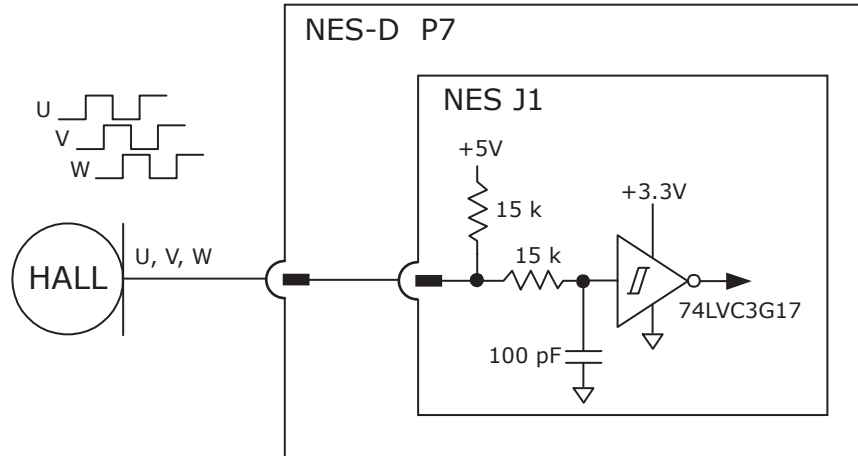 NES-D P7
NES J1
U
V
W
+5V
15 k
+3.3V
15 k
HALL
U, V, W
74LVC3G17
100 pF